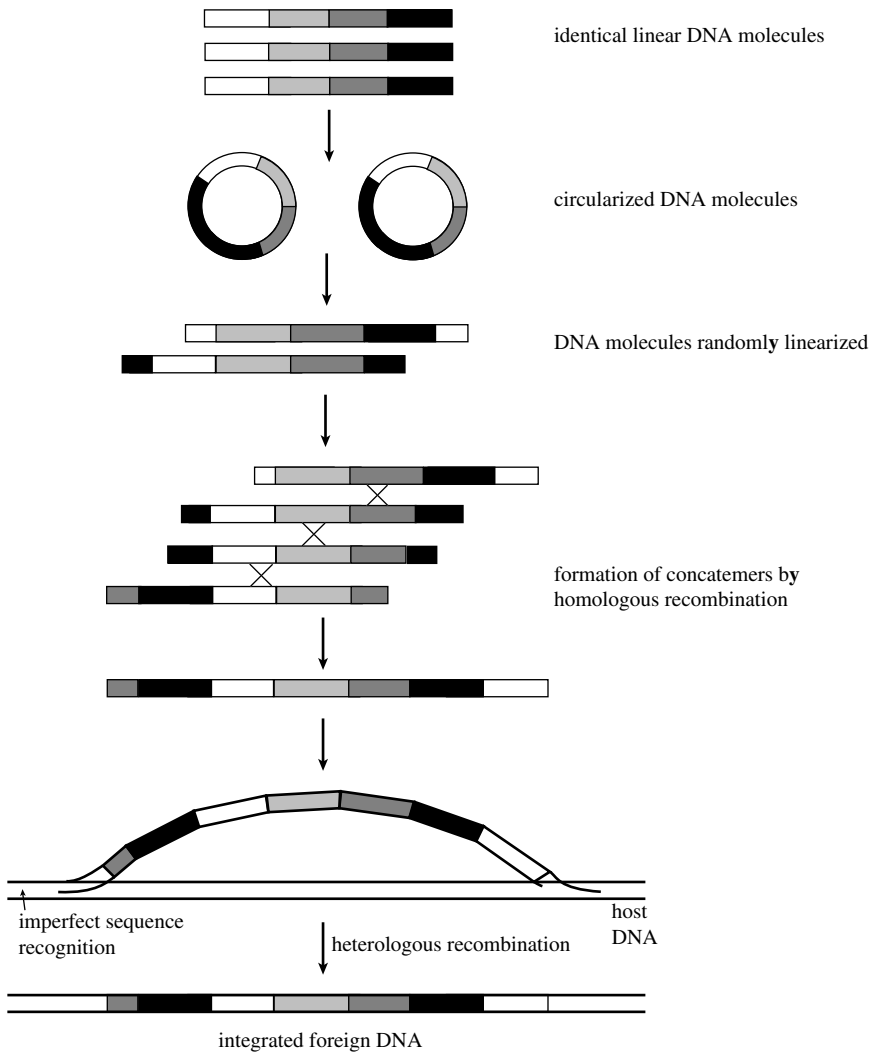 identical linear DNA molecules
circularized DNA molecules
DNA molecules randomly linearized
formation of concatemers by
homologous recombination
imperfect sequence
recognition
host
DNA
heterologous recombination
integrated foreign DNA